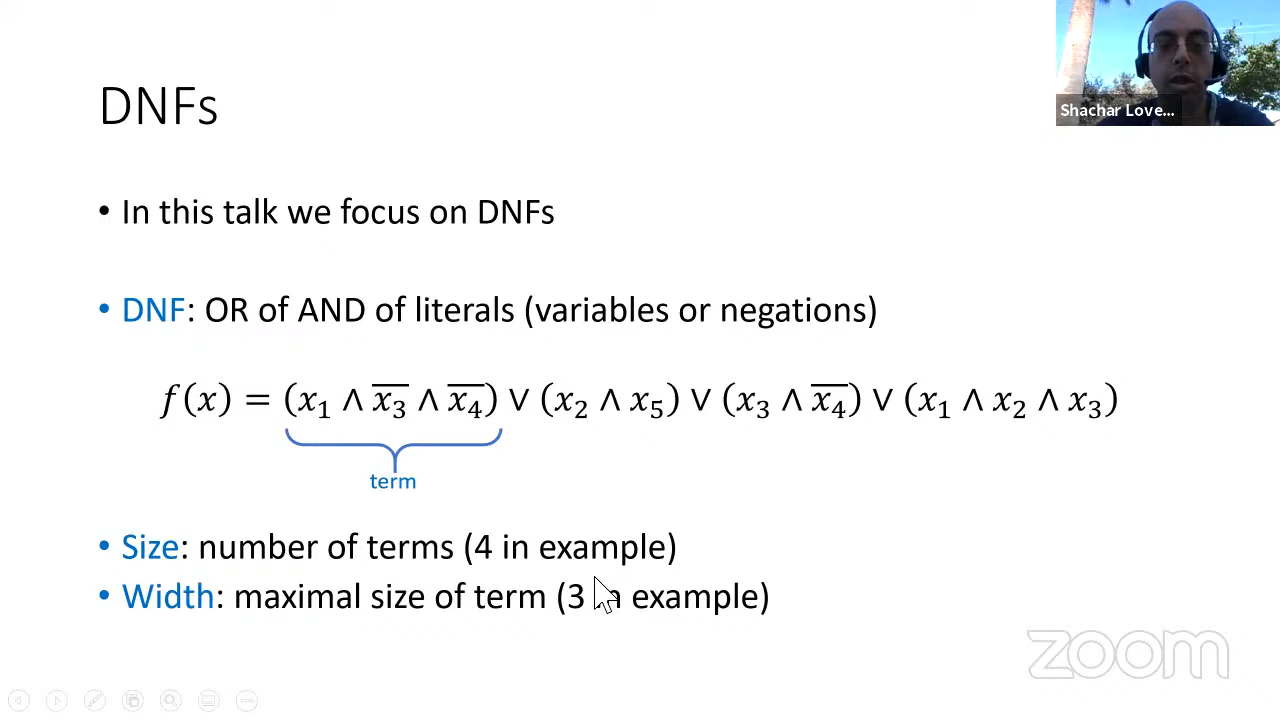 DNFs
Shachar Love...
• In this talk we focus on DNFs
• DNF: OR of AND of literals (variables or negations)
f(x) = (x₁ ∧ x̅₃ ∧ x̅₄) ∨ (x₂ ∧ x₅) ∨ (x₃ ∧ x̅₄) ∨ (x₁ ∧ x₂ ∧ x₃)
term
• Size: number of terms (4 in example)
• Width: maximal size of term (3 in example)
zoom